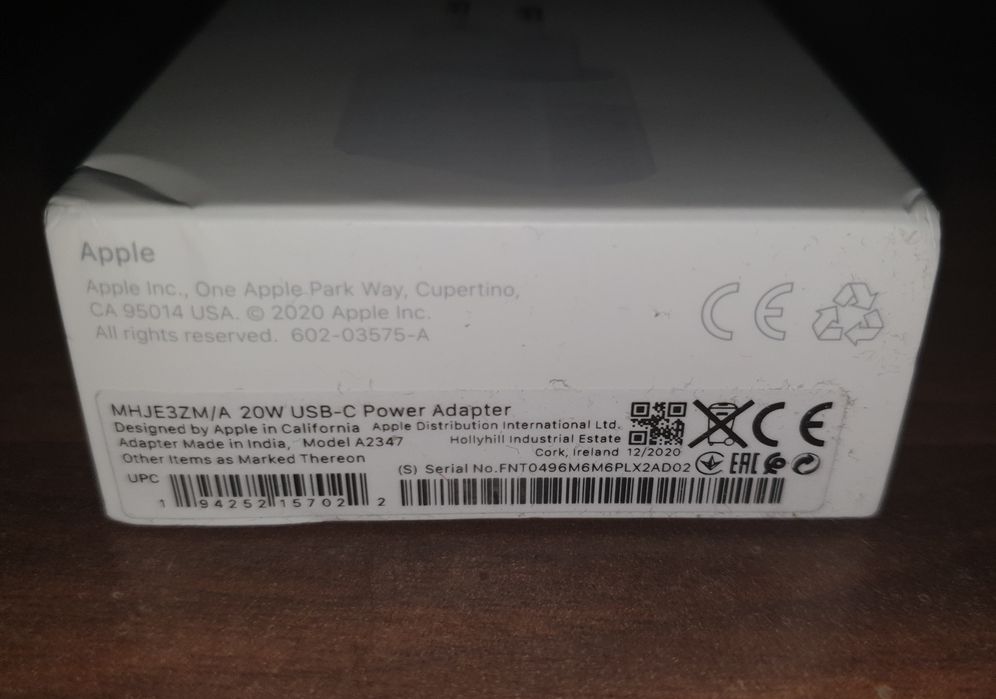 Apple
Apple Inc., One Apple Park Way, Cupertino,
CA 95014 USA. © 2020 Apple Inc.
All rights reserved. 602-03575-A
CE
MHJE3ZM/A 20W USB-C Power Adapter
Designed by Apple in California Apple Distribution International Ltd.
Adapter Made in India, Model A2347 Hollyhill Industrial Estate
Cork, Ireland 12/2020
CE
Other Items as Marked Thereon
(S) Serial No.FNT0496M6M6PLX2AD02
EAC
UPC
1 94252 15702 2